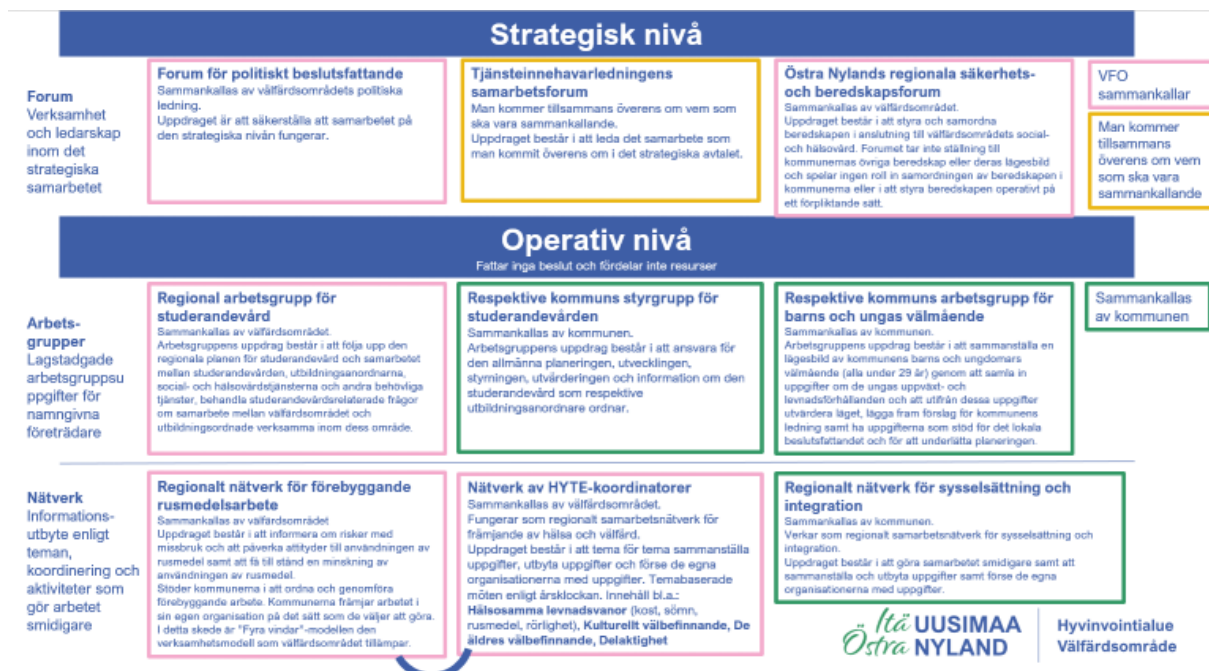 Strategisk nivå
Forum
Verksamhet
och ledarskap
inom det
strategiska
samarbetet
Forum för politiskt beslutsfattande
Sammankallas av välfärdsområdets politiska
ledning.
Uppdraget är att säkerställa att samarbetet på
den strategiska nivån fungerar.
Tjänsteinnehavarledningens
samarbetsforum
Man kommer tillsammans överens om vem som
ska vara sammankallande.
Uppdraget består i att leda det samarbete som
man kommit överens om i det strategiska avtalet.
Östra Nylands regionala säkerhets-
och beredskapsforum
Sammankallas av välfärdsområdet.
Uppdraget består i att styra och samordna
beredskapen i anslutning till välfärdsområdets social-
och hälsovård. Forumet tar inte ställning till
kommunernas övriga beredskap eller deras lägesbild
och spelar ingen roll in samordningen av beredskapen i
kommunerna eller i att styra beredskapen operativt på
ett förpliktande sätt.
VFO
sammankallar
Man kommer
tillsammans
överens om vem
som ska vara
sammankallande
Operativ nivå
Fattar inga beslut och fördelar inte resurser
Arbets-
grupper
Lagstadgade
arbetsgruppsu
ppgifter för
namngivna
företrädare
Regional arbetsgrupp för
studerandevård
Sammankallas av välfärdsområdet.
Arbetsgruppens uppdrag består i att följa upp den
regionala planen för studerandevård och samarbetet
mellan studerandevården, utbildningsanordnarna,
social- och hälsovårdstjänsterna och andra behövliga
tjänster, behandla studerandevårdsrelaterade frågor
om samarbete mellan välfärdsområdet och
utbildningsordnade verksamma inom dess område.
Respektive kommuns styrgrupp för
studerandevården
Sammankallas av kommunen.
Arbetsgruppens uppdrag består i att ansvara för
den allmänna planeringen, utvecklingen,
styrningen, utvärderingen och information om den
studerandevård som respektive
utbildningsanordnare ordnar.
Respektive kommuns arbetsgrupp för
barns och ungas välmående
Sammankallas av kommunen.
Arbetsgruppens uppdrag består i att sammanställa en
lägesbild av kommunens barns och ungdomars
välmående (alla under 29 år) genom att samla in
uppgifter om de ungas uppväxt- och
levnadsförhållanden och att utifrån dessa uppgifter
utvärdera läget, lägga fram förslag för kommunens
ledning samt ha uppgifterna som stöd för det lokala
beslutsfattandet och för att underlätta planeringen.
Sammankallas
av kommunen
Nätverk
Informations-
utbyte enligt
teman,
koordinering och
aktiviteter som
gör arbetet
smidigare
Regionalt nätverk för förebyggande
rusmedelsarbete
Sammankallas av välfärdsområdet
Uppdraget består i att informera om risker med
missbruk och att påverka attityder till användningen av
rusmedel samt att få till stånd en minskning av
användningen av rusmedel.
Stöder kommunerna i att ordna och genomföra
förebyggande arbete. Kommunerna främjar arbetet i
sin egen organisation på det sätt som de väljer att göra.
I detta skede är "Fyra vindar"-modellen den
verksamhetsmodell som välfärdsområdet tillämpar.
Nätverk av HYTE-koordinatorer
Sammankallas av välfärdsområdet.
Fungerar som regionalt samarbetsnätverk för
främjande av hälsa och välfärd.
Uppdraget består i att tema för tema sammanställa
uppgifter, utbyta uppgifter och förse de egna
organisationerna med uppgifter. Temabaserade
möten enligt årsklockan. Innehåll bl.a.:
Hälsosamma levnadsvanor (kost, sömn,
rusmedel, rörlighet), Kulturellt välbefinnande, De
äldres välbefinnande, Delaktighet
Regionalt nätverk för sysselsättning och
integration
Sammankallas av kommunen.
Verkar som regionalt samarbetsnätverk för sysselsättning och
integration.
Uppdraget består i att göra samarbetet smidigare samt att
sammanställa och utbyta uppgifter samt förse de egna
organisationerna med uppgifter.
Itä UUSIMAA
Östra NYLAND
Hyvinvointialue
Välfärdsområde